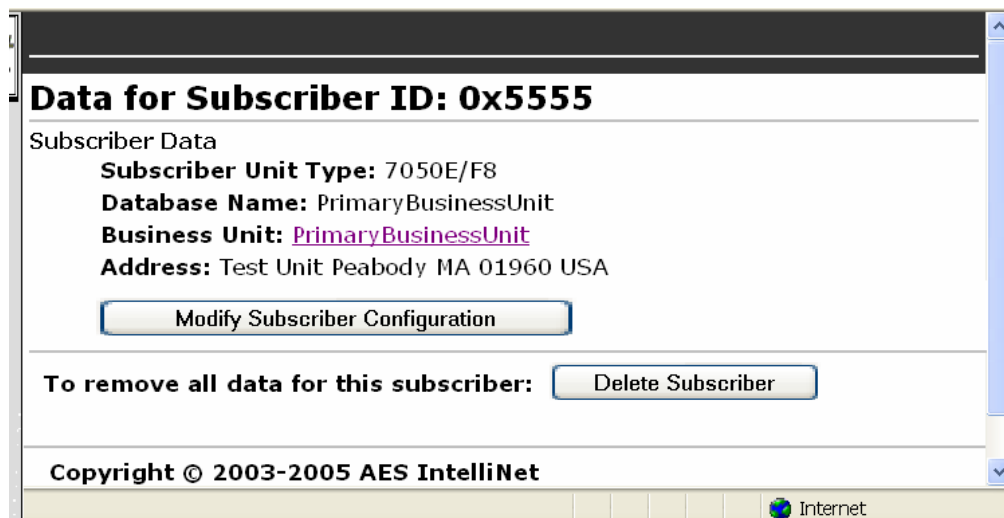 Data for Subscriber ID: 0x5555
Subscriber Data
Subscriber Unit Type: 7050E/F8
Database Name: PrimaryBusinessUnit
Business Unit: PrimaryBusinessUnit
Address: Test Unit Peabody MA 01960 USA
Modify Subscriber Configuration
To remove all data for this subscriber: Delete Subscriber
Copyright © 2003-2005 AES IntelliNet
Internet